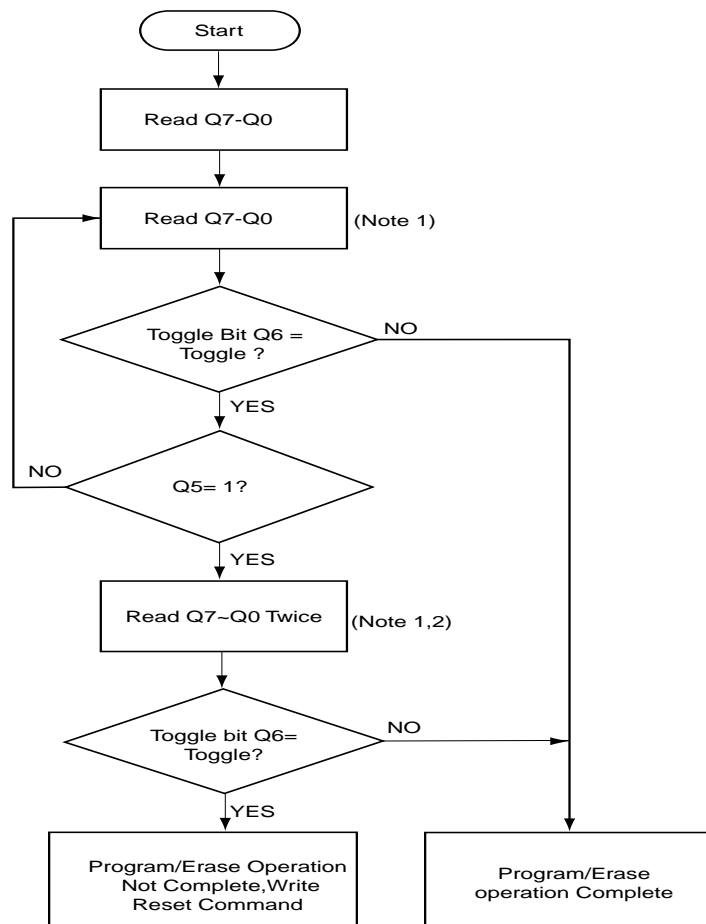 Start
Read Q7-Q0
Read Q7-Q0
(Note 1)
Toggle Bit Q6 =
Toggle ?
NO
YES
NO
Q5= 1?
YES
Read Q7~Q0 Twice
(Note 1,2)
Toggle bit Q6=
Toggle?
NO
YES
Program/Erase Operation
Not Complete,Write
Reset Command
Program/Erase
operation Complete